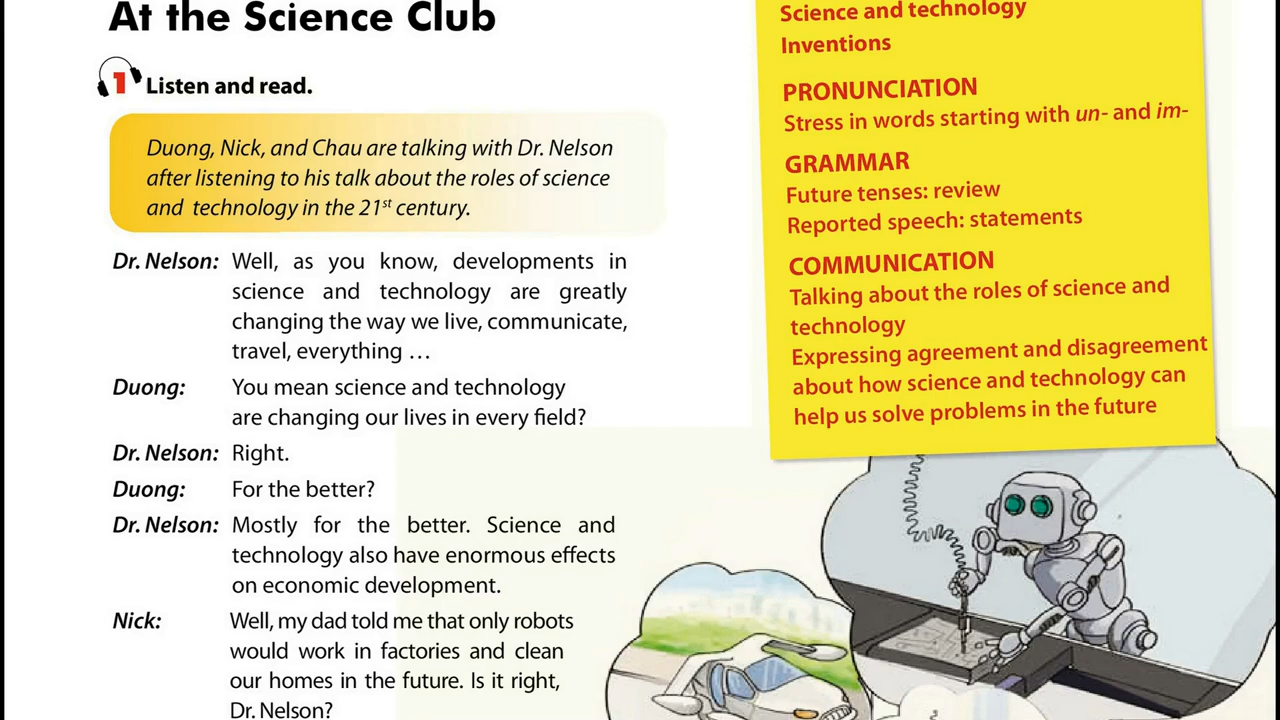 At the Science Club
1 Listen and read.
Duong, Nick, and Chau are talking with Dr. Nelson
after listening to his talk about the roles of science
and technology in the 21st century.
Dr. Nelson: Well, as you know, developments in
science and technology are greatly
changing the way we live, communicate,
travel, everything …
Duong: You mean science and technology
are changing our lives in every field?
Dr. Nelson: Right.
Duong: For the better?
Dr. Nelson: Mostly for the better. Science and
technology also have enormous effects
on economic development.
Nick: Well, my dad told me that only robots
would work in factories and clean
our homes in the future. Is it right,
Dr. Nelson?
Science and technology
Inventions
PRONUNCIATION
Stress in words starting with un- and im-
GRAMMAR
Future tenses: review
Reported speech: statements
COMMUNICATION
Talking about the roles of science and
technology
Expressing agreement and disagreement
about how science and technology can
help us solve problems in the future